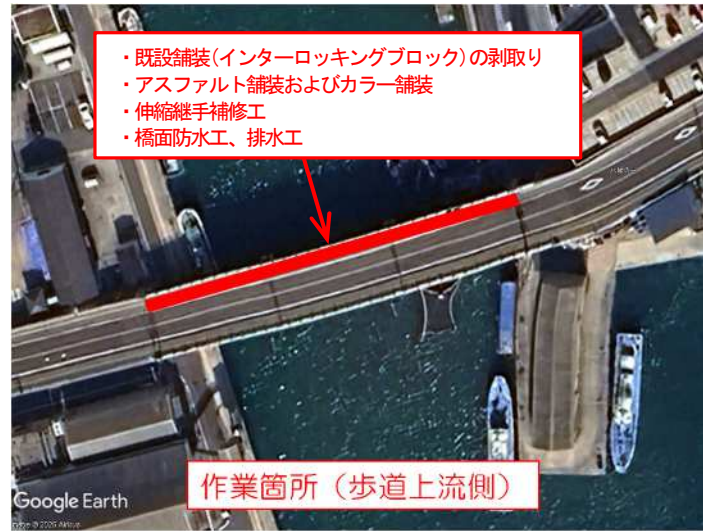 ・既設舗装(インターロッキングブロック)の剥取り
・アスファルト舗装およびカラー舗装
・伸縮継手補修工
・橋面防水工、排水工
作業箇所（歩道上流側）
Google Earth